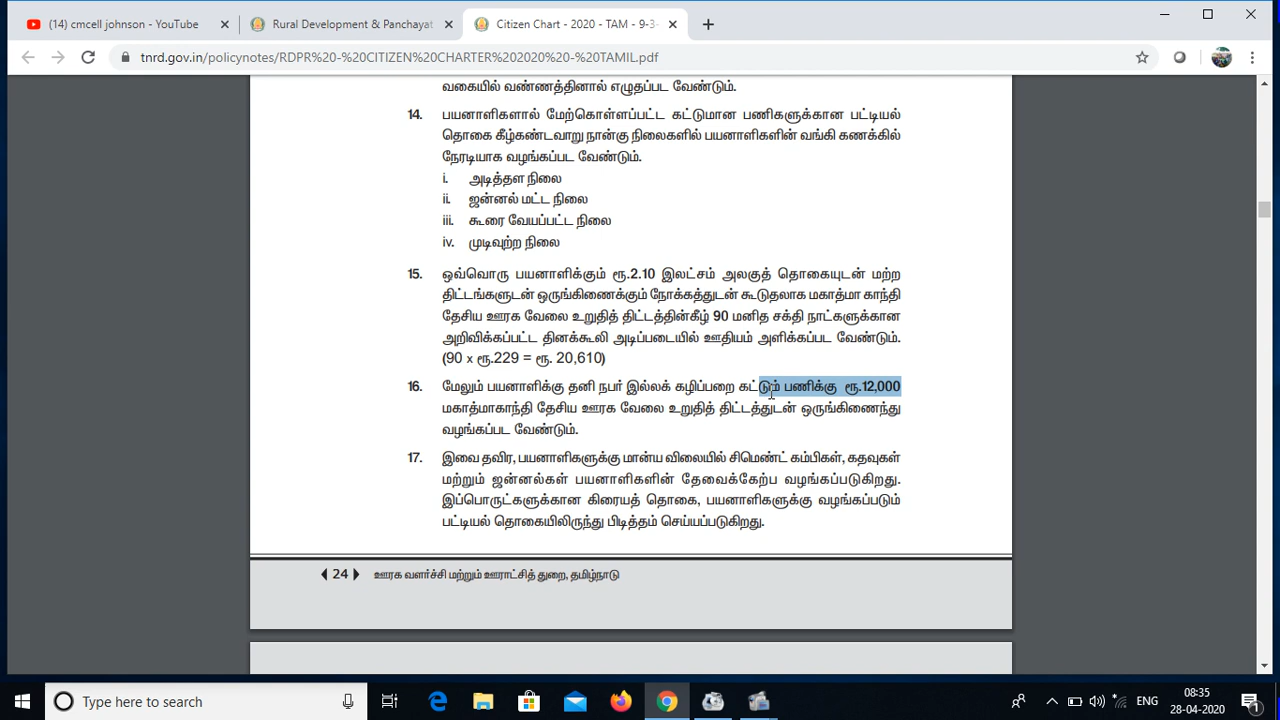 (14) cmcell johnson - YouTube
Rural Development & Panchayat
Citizen Chart - 2020 - TAM - 9-3-
tnrd.gov.in/policynotes/RDPR%20-%20CITIZEN%20CHARTER%202020%20-%20TAMIL.pdf
வகையில் வண்ணத்தினால் எழுதப்பட வேண்டும்.
14. பயனாளிகளால் மேற்கொள்ளப்பட்ட கட்டுமான பணிகளுக்கான பட்டியல்
தொகை கீழ்கண்டவாறு நான்கு நிலைகளில் பயனாளிகளின் வங்கி கணக்கில்
நேரடியாக வழங்கப்பட வேண்டும்.
i. அடித்தள நிலை
ii. ஜன்னல் மட்ட நிலை
iii. கூரை வேயப்பட்ட நிலை
iv. முடிவுற்ற நிலை
15. ஒவ்வொரு பயனாளிக்கும் ரூ.2.10 இலட்சம் அலகுத் தொகையுடன் மற்ற
திட்டங்களுடன் ஒருங்கிணைக்கும் நோக்கத்துடன் கூடுதலாக மகாத்மா காந்தி
தேசிய ஊரக வேலை உறுதித் திட்டத்தின்கீழ் 90 மனித சக்தி நாட்களுக்கான
அறிவிக்கப்பட்ட தினக்கூலி அடிப்படையில் ஊதியம் அளிக்கப்பட வேண்டும்.
(90 x ரூ.229 = ரூ. 20,610)
16. மேலும் பயனாளிக்கு தனி நபர் இல்லக் கழிப்பறை கட்டும் பணிக்கு ரூ.12,000
மகாத்மாகாந்தி தேசிய ஊரக வேலை உறுதித் திட்டத்துடன் ஒருங்கிணைந்து
வழங்கப்பட வேண்டும்.
17. இவை தவிர, பயனாளிகளுக்கு மான்ய விலையில் சிமெண்ட் கம்பிகள், கதவுகள்
மற்றும் ஜன்னல்கள் பயனாளிகளின் தேவைக்கேற்ப வழங்கப்படுகிறது.
இப்பொருட்களுக்கான கிரையத் தொகை, பயனாளிகளுக்கு வழங்கப்படும்
பட்டியல் தொகையிலிருந்து பிடித்தம் செய்யப்படுகிறது.
24 ஊரக வளர்ச்சி மற்றும் ஊராட்சித் துறை, தமிழ்நாடு
Type here to search
ENG
08:35
28-04-2020
1